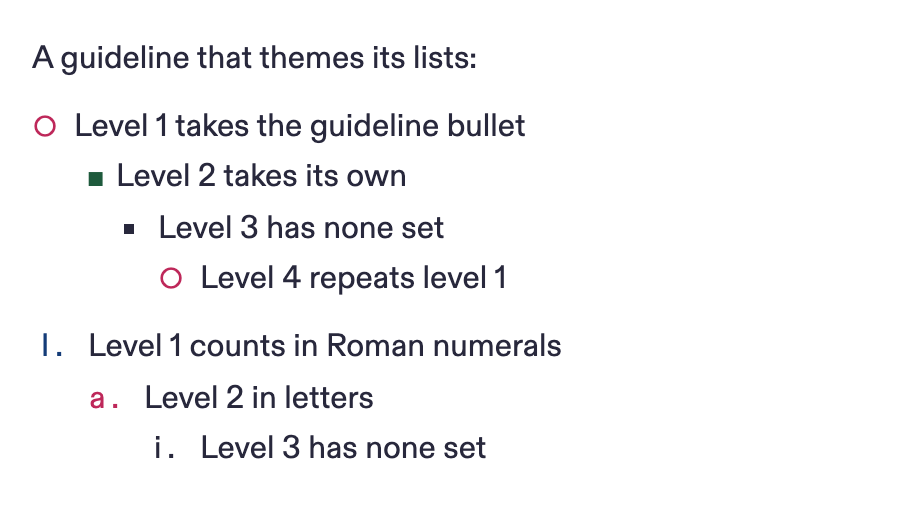 A guideline that themes its lists:
○ Level 1 takes the guideline bullet
■ Level 2 takes its own
▪ Level 3 has none set
○ Level 4 repeats level 1
I. Level 1 counts in Roman numerals
a. Level 2 in letters
i. Level 3 has none set